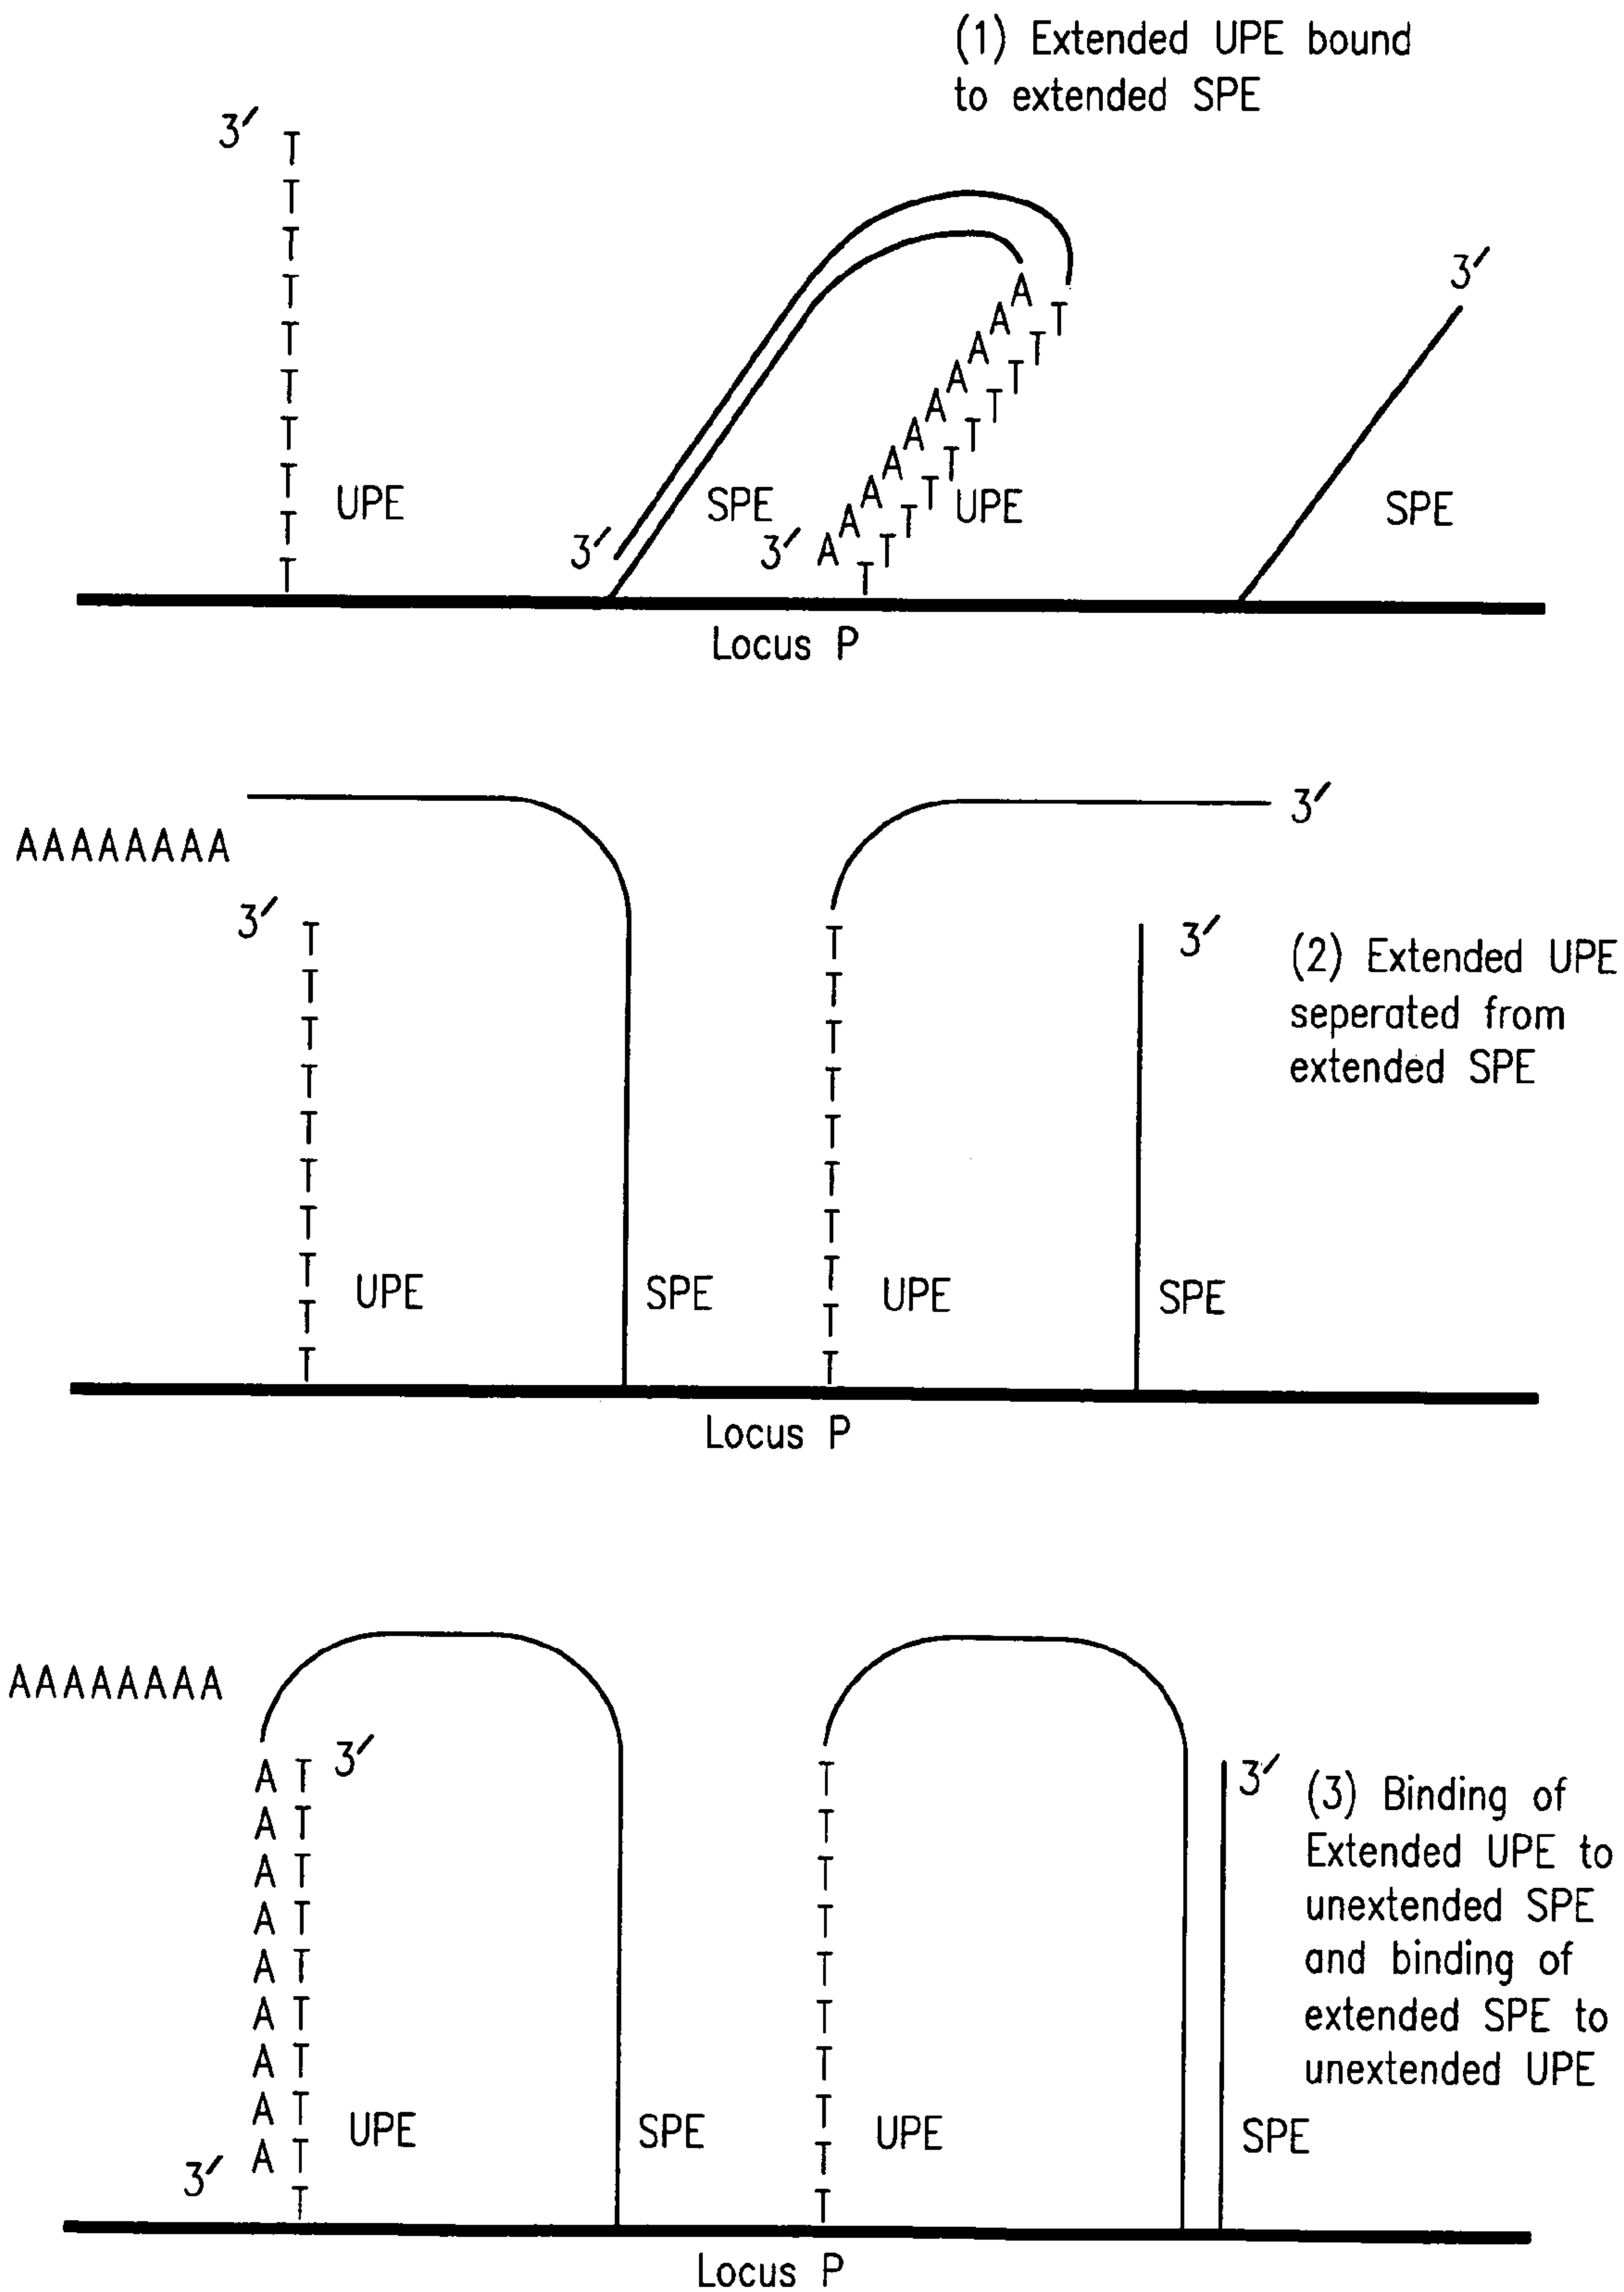 (1) Extended UPE bound
to extended SPE
3′
T T T T T T T T T T
UPE
3′
SPE
3′
A A A A A A A A A A
T T T T T T T T T T
UPE
3′
SPE
Locus P
AAAAAAAA
3′
T T T T T T T T T T
UPE
SPE
3′
T T T T T T T T T T
UPE
3′
SPE
(2) Extended UPE
seperated from
extended SPE
Locus P
AAAAAAAA
A A A A A A A A A
3′
T T T T T T T T T T
3′
UPE
SPE
T T T T T T T T T T
UPE
3′
SPE
(3) Binding of
Extended UPE to
unextended SPE
and binding of
extended SPE to
unextended UPE
Locus P